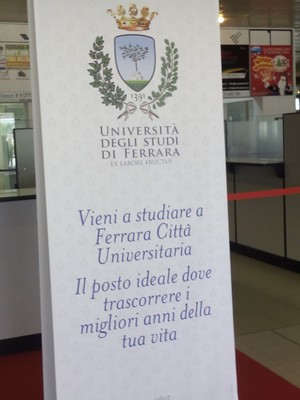 1391
UNIVERSITÀ
DEGLI STUDI
DI FERRARA
EX LABORE FRUCTUS
Vieni a studiare a
Ferrara Città
Universitaria
Il posto ideale dove
trascorrere i
migliori anni della
tua vita